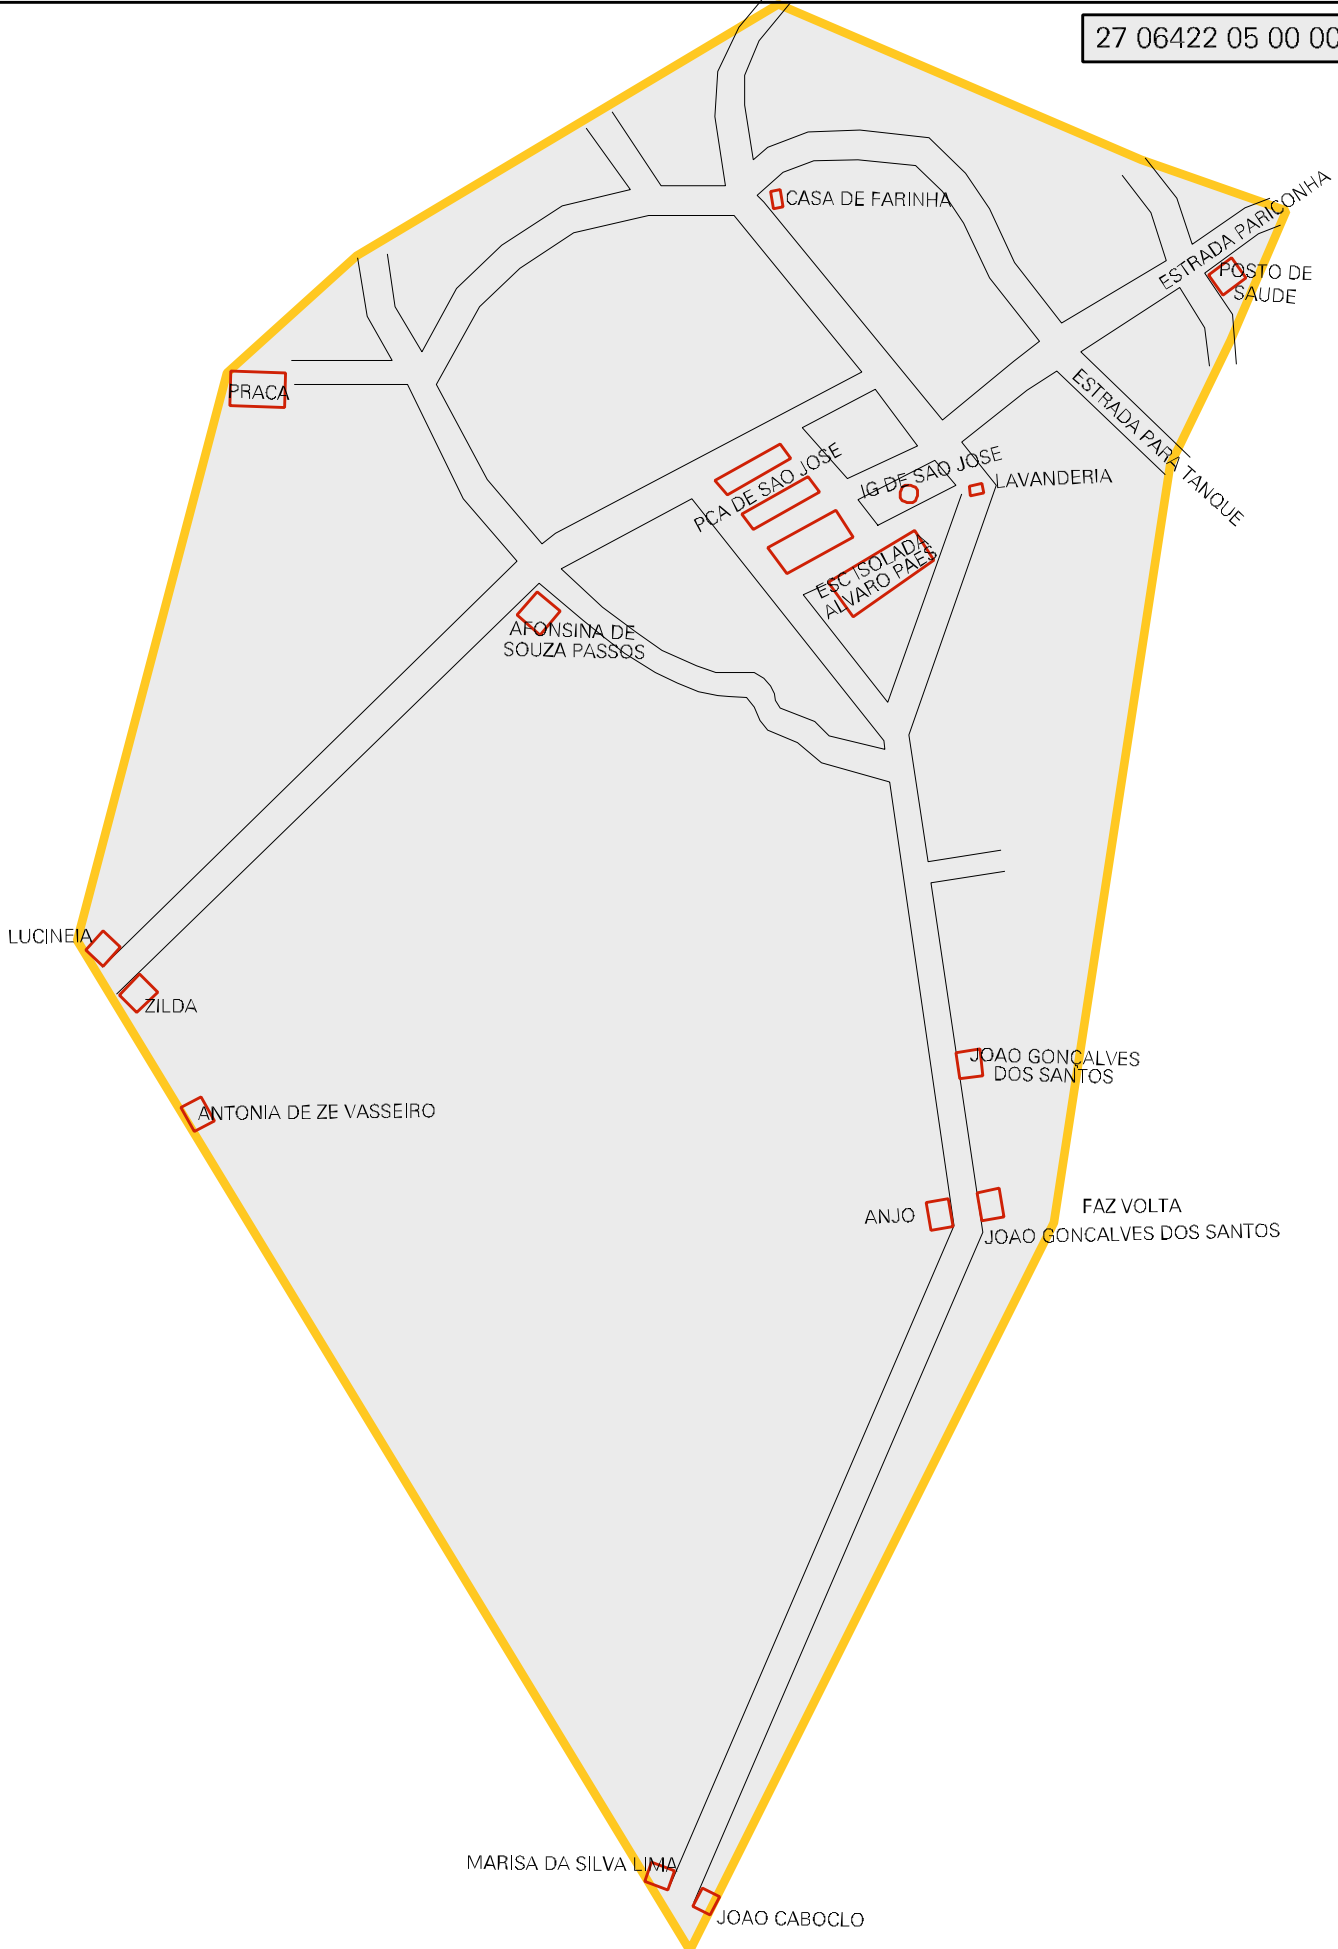 27 06422 05 00 00
CASA DE FARINHA
ESTRADA PARICONHA
POSTO DE
SAUDE
PRACA
ESTRADA PARA TANQUE
PCA DE SAO JOSE
IG DE SAO JOSE
LAVANDERIA
ESC ISOLADA
ALVARO PAES
AFONSINA DE
SOUZA PASSOS
LUCINEIA
ZILDA
JOAO GONCALVES
DOS SANTOS
ANTONIA DE ZE VASSEIRO
ANJO
FAZ VOLTA
JOAO GONCALVES DOS SANTOS
MARISA DA SILVA LIMA
JOAO CABOCLO